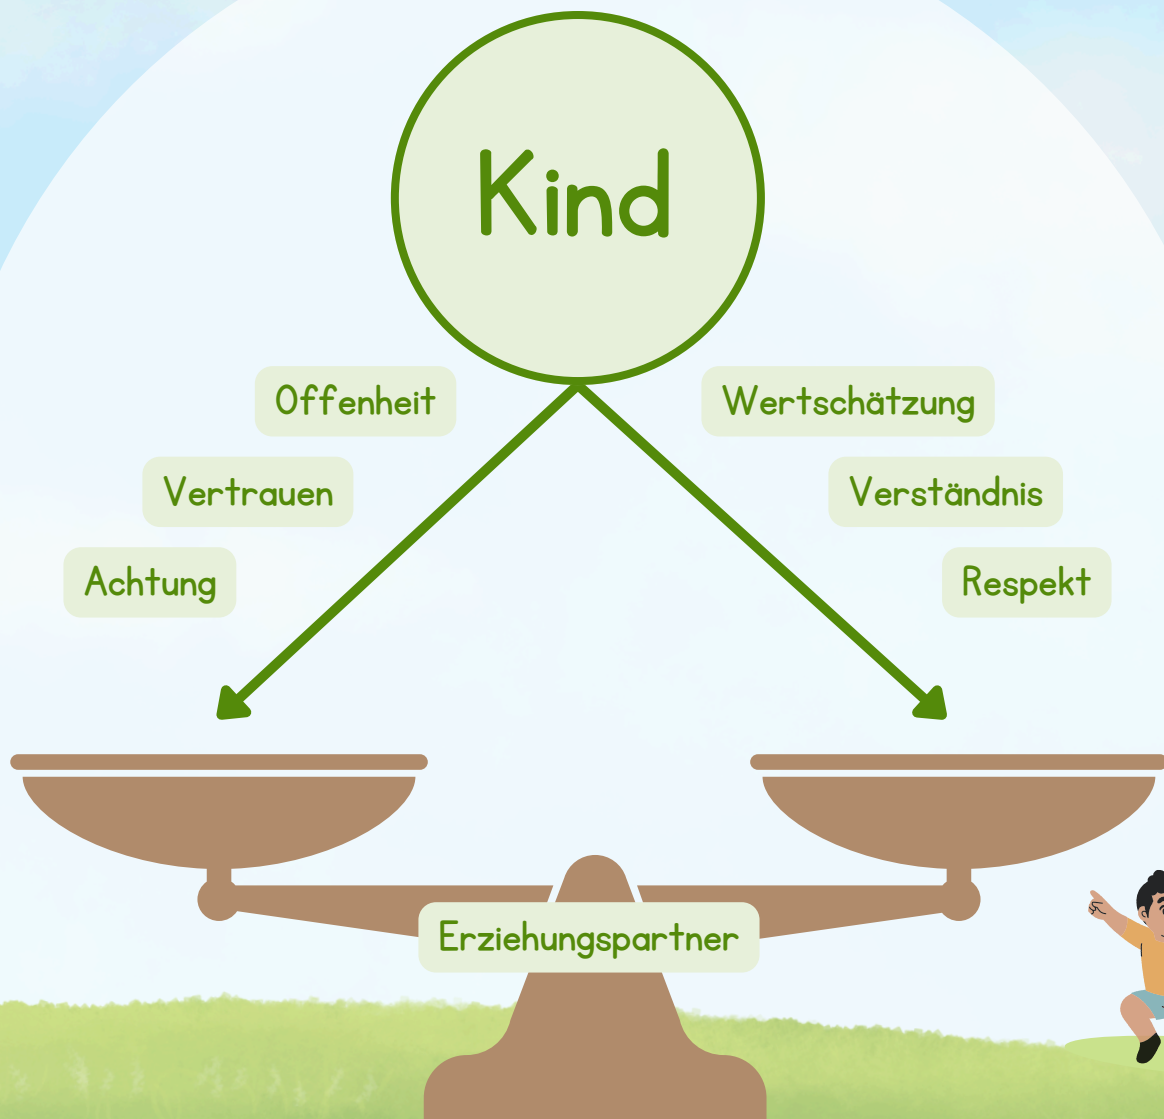 Kind
Offenheit
Wertschätzung
Vertrauen
Verständnis
Achtung
Respekt
Erziehungspartner